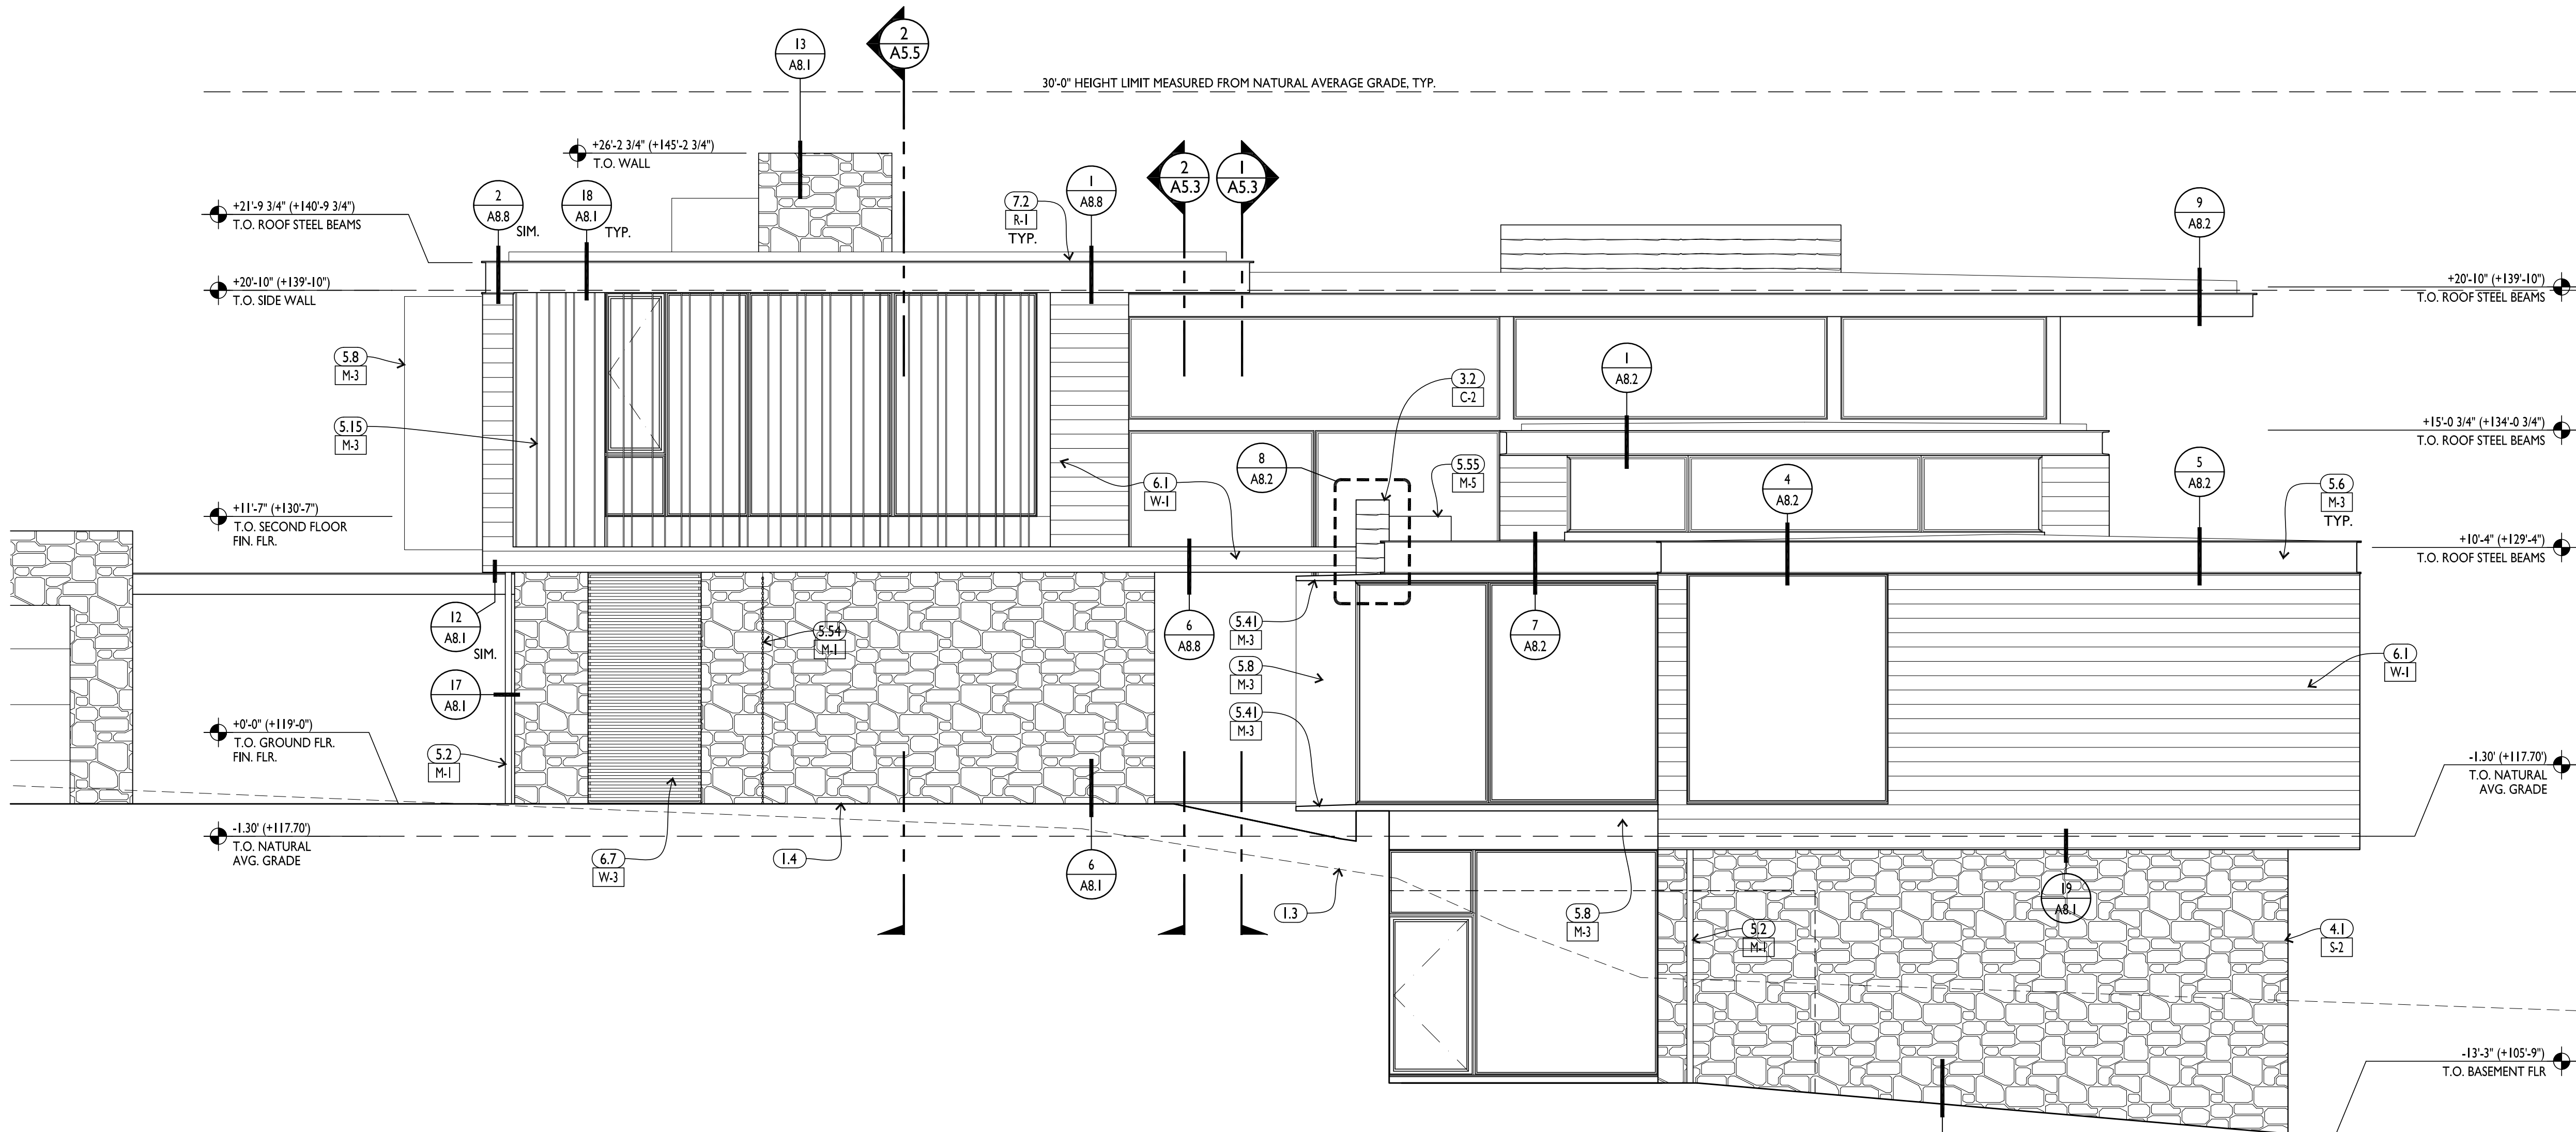 13
A8.1
2
A5.5
30'-0" HEIGHT LIMIT MEASURED FROM NATURAL AVERAGE GRADE, TYP.
+26'-2 3/4" (+145'-2 3/4")
T.O. WALL
2
A5.3
1
A5.3
2
A8.8
SIM.
18
A8.1
TYP.
7.2
R-1
TYP.
1
A8.8
9
A8.2
+21'-9 3/4" (+140'-9 3/4")
T.O. ROOF STEEL BEAMS
+20'-10" (+139'-10")
T.O. SIDE WALL
+20'-10" (+139'-10")
T.O. ROOF STEEL BEAMS
5.8
M-3
1
A8.2
3.2
C-2
5.15
M-3
+15'-0 3/4" (+134'-0 3/4")
T.O. ROOF STEEL BEAMS
8
A8.2
5.55
M-5
6.1
W-1
4
A8.2
5
A8.2
5.6
M-3
TYP.
+11'-7" (+130'-7")
T.O. SECOND FLOOR
FIN. FLR.
+10'-4" (+129'-4")
T.O. ROOF STEEL BEAMS
12
A8.1
SIM.
5.54
M-1
6
A8.8
5.41
M-3
7
A8.2
5.8
M-3
6.1
W-1
17
A8.1
5.41
M-3
+0'-0" (+119'-0")
T.O. GROUND FLR.
FIN. FLR.
5.2
M-1
-1.30' (+117.70')
T.O. NATURAL
AVG. GRADE
-1.30' (+117.70')
T.O. NATURAL
AVG. GRADE
6.7
W-3
1.4
6
A8.1
1.3
5.8
M-3
5.2
M-1
19
A8.1
4.1
S-2
-13'-3" (+105'-9")
T.O. BASEMENT FLR